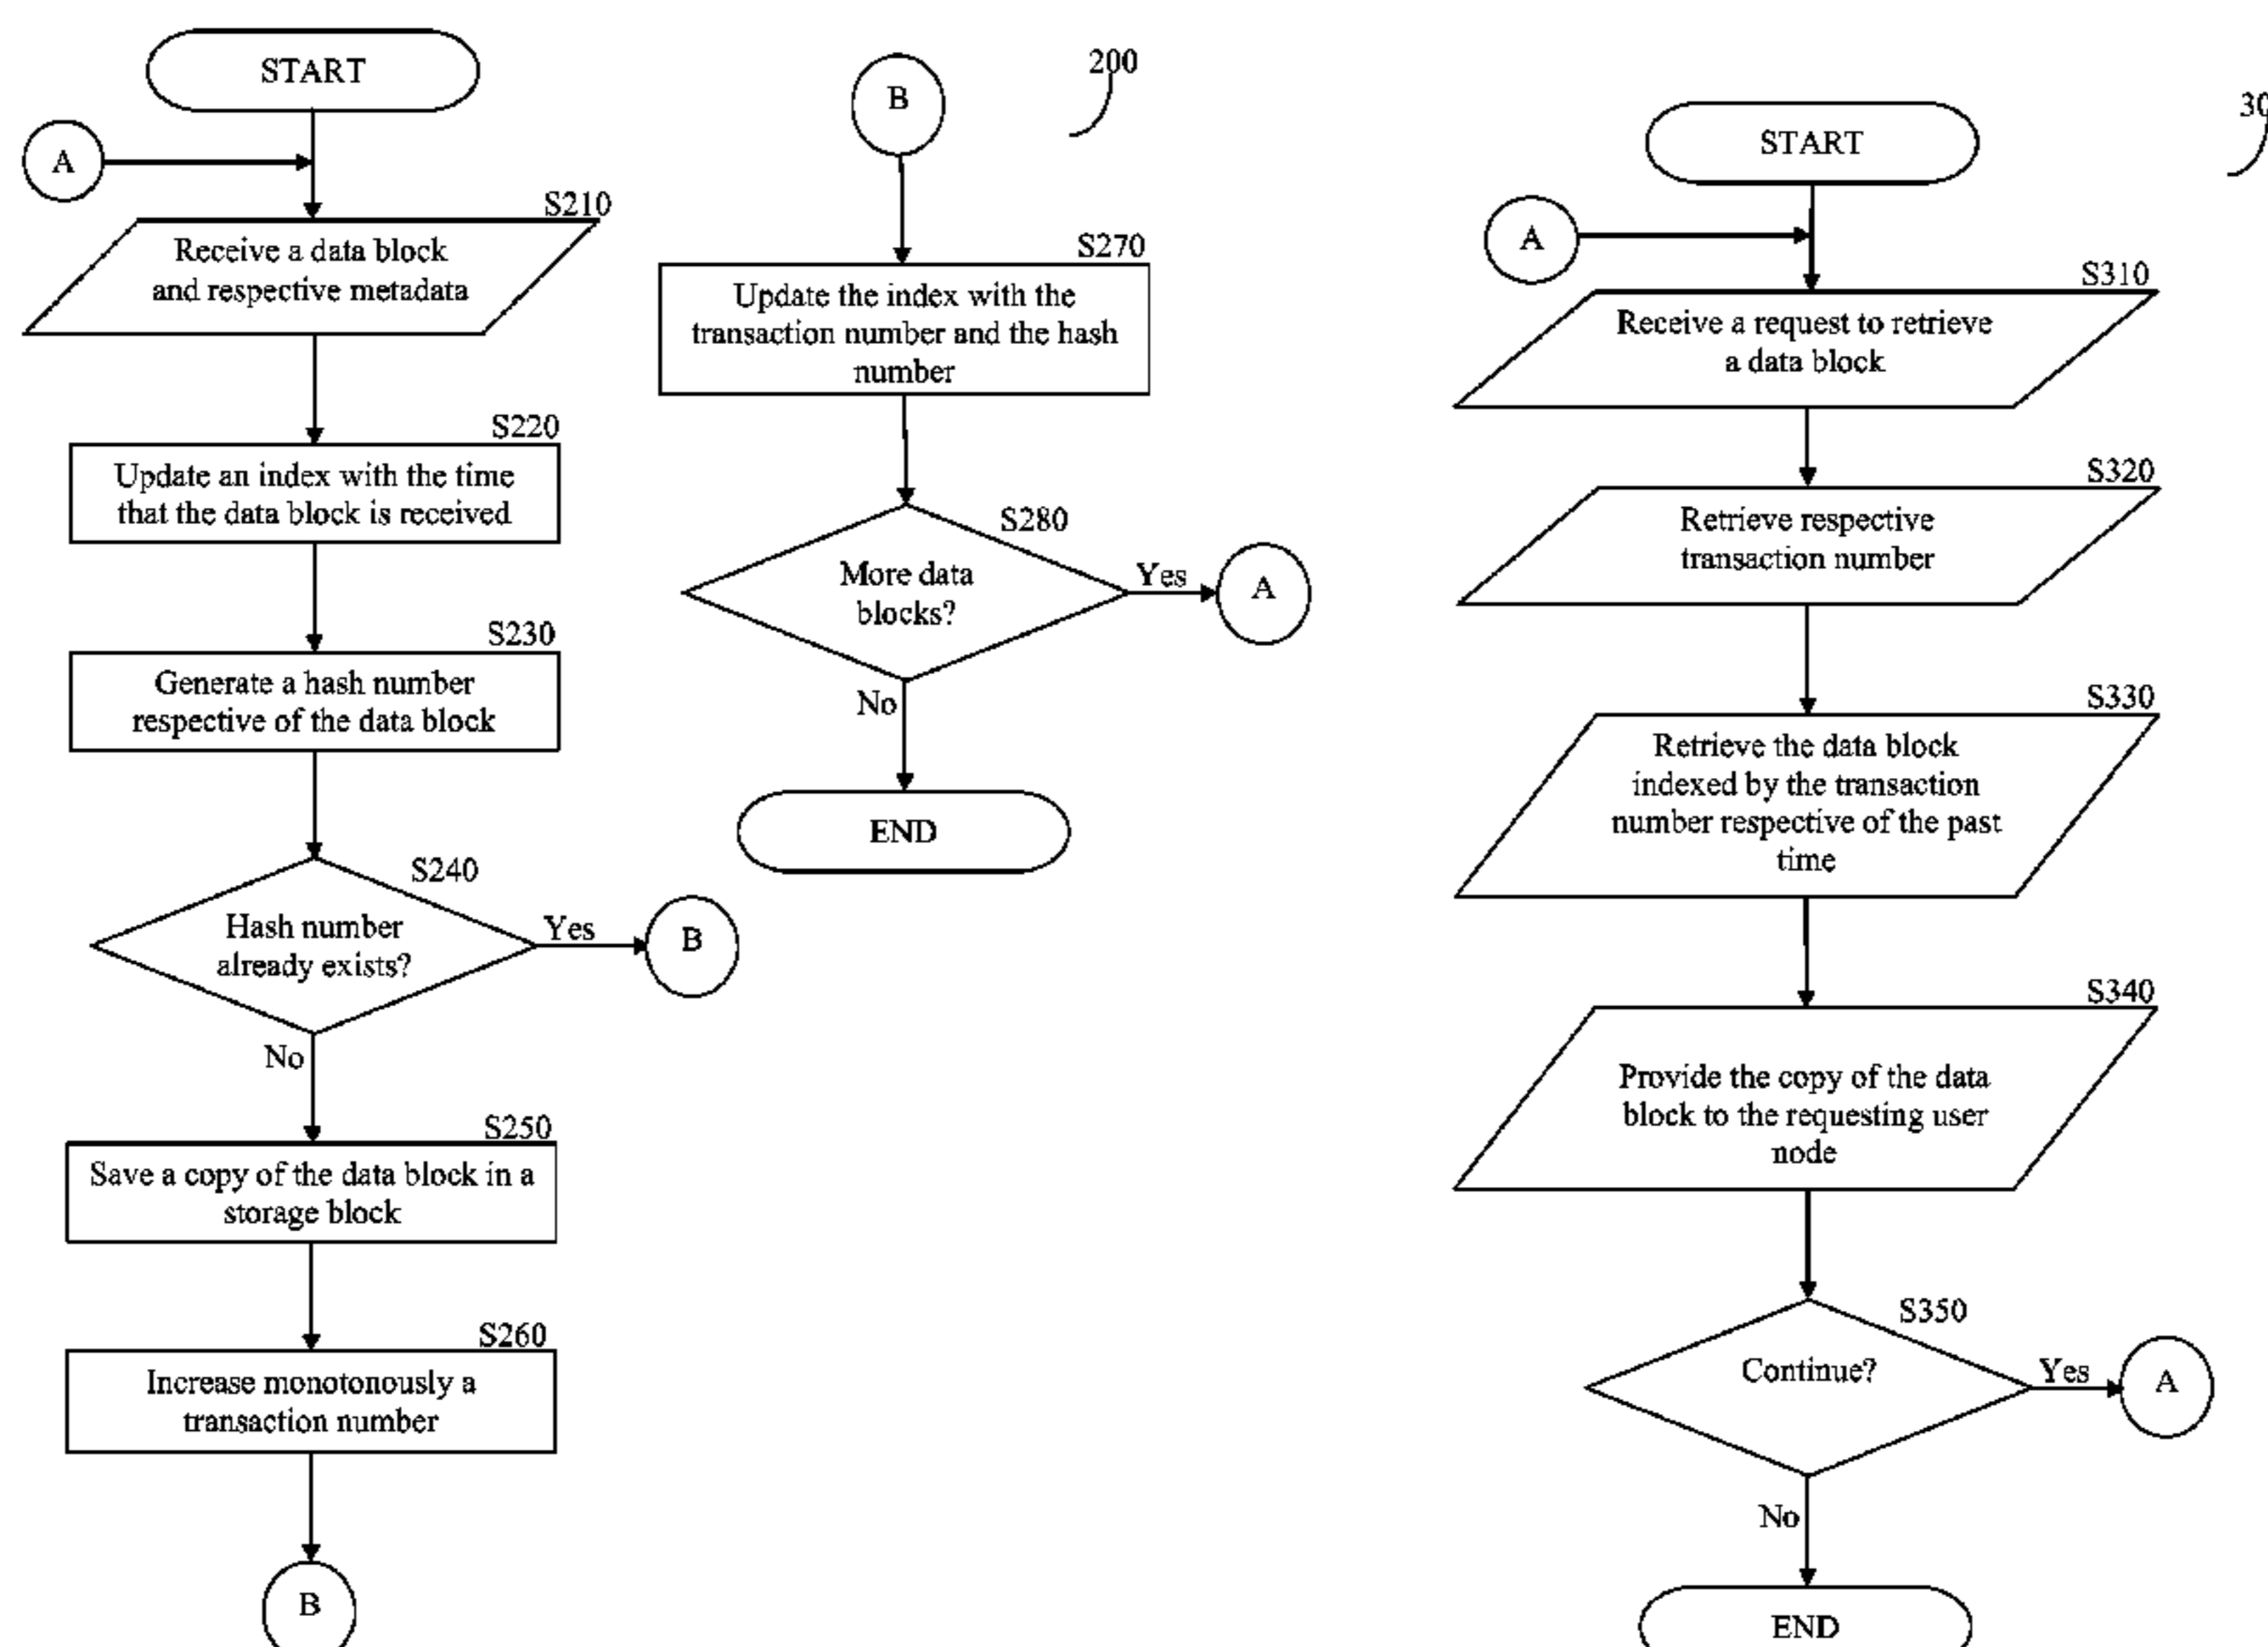 START
A
S210
Receive a data block
and respective metadata
S220
Update an index with the time
that the data block is received
S230
Generate a hash number
respective of the data block
S240
Hash number
already exists?
Yes
B
No
S250
Save a copy of the data block in a
storage block
S260
Increase monotonously a
transaction number
B
200
B
S270
Update the index with the
transaction number and the hash
number
S280
More data
blocks?
Yes
A
No
END
30
START
A
S310
Receive a request to retrieve
a data block
S320
Retrieve respective
transaction number
S330
Retrieve the data block
indexed by the transaction
number respective of the past
time
S340
Provide the copy of the data
block to the requesting user
node
S350
Continue?
Yes
A
No
END